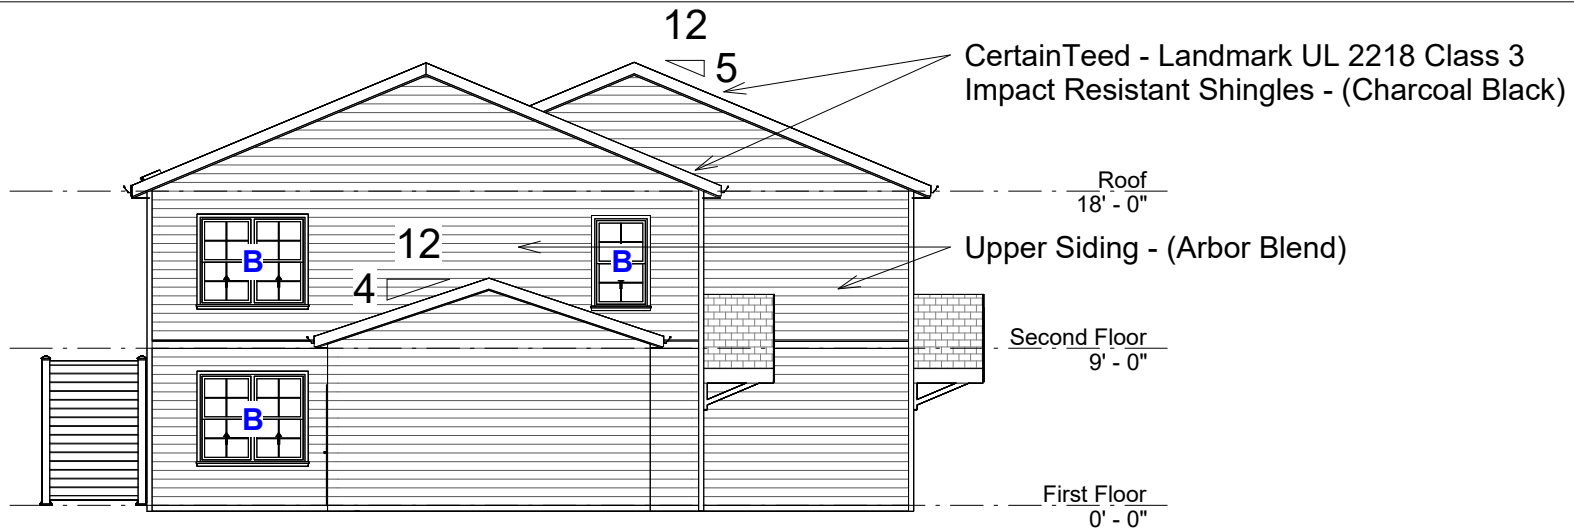 12
5
CertainTeed - Landmark UL 2218 Class 3
Impact Resistant Shingles - (Charcoal Black)
Roof
18' - 0"
B
12
4
B
Upper Siding - (Arbor Blend)
Second Floor
9' - 0"
B
First Floor
0' - 0"